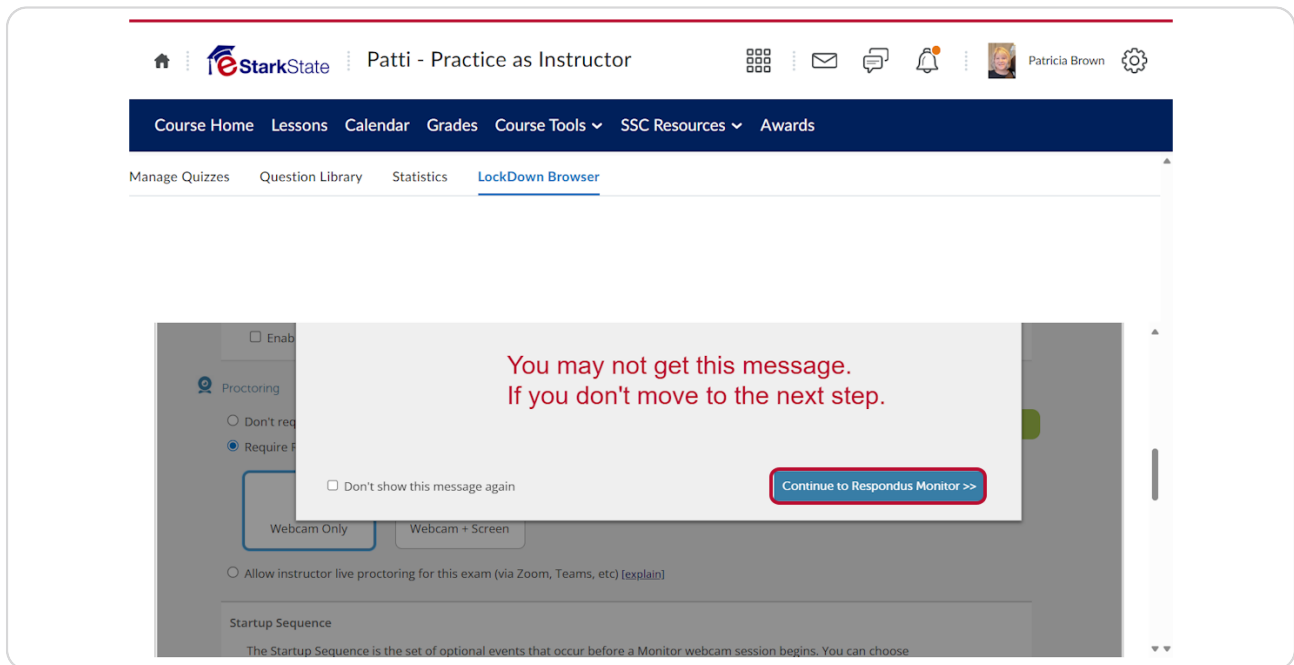 eStarkState
Patti - Practice as Instructor
Patricia Brown
Course Home Lessons Calendar Grades Course Tools SSC Resources Awards
Manage Quizzes Question Library Statistics LockDown Browser
Enab
You may not get this message.
If you don't move to the next step.
Proctoring
Don't req
Require
Don't show this message again
Continue to Respondus Monitor >>
Webcam Only Webcam + Screen
Allow instructor live proctoring for this exam (via Zoom, Teams, etc) [explain]
Startup Sequence
The Startup Sequence is the set of optional events that occur before a Monitor webcam session begins. You can choose